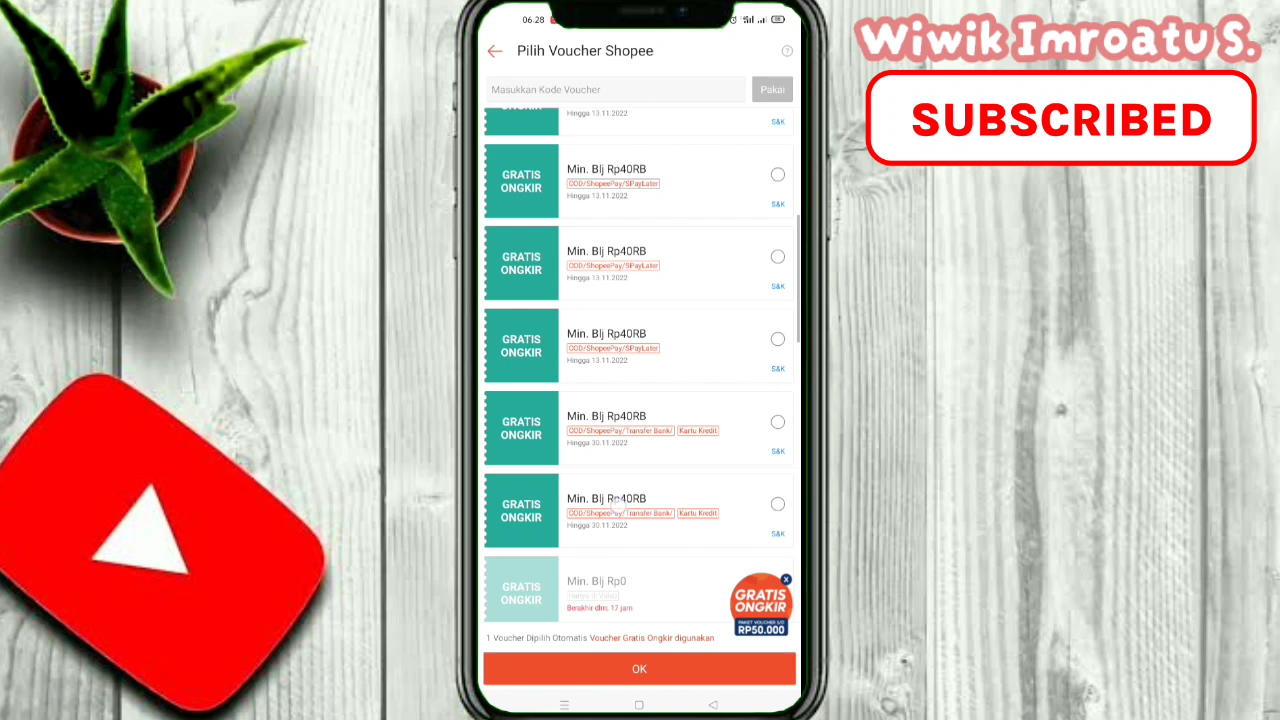 Wiwik Imroatu S.
SUBSCRIBED
06.28
Pilih Voucher Shopee
?
Masukkan Kode Voucher
Pakai
Hingga 13.11.2022
S&K
GRATIS
ONGKIR
Min. Blj Rp40RB
COD/ShopeePay/SPayLater
Hingga 13.11.2022
S&K
GRATIS
ONGKIR
Min. Blj Rp40RB
COD/ShopeePay/SPayLater
Hingga 13.11.2022
S&K
GRATIS
ONGKIR
Min. Blj Rp40RB
COD/ShopeePay/SPayLater
Hingga 13.11.2022
S&K
GRATIS
ONGKIR
Min. Blj Rp40RB
COD/ShopeePay/Transfer Bank/ Kartu Kredit
Hingga 30.11.2022
S&K
GRATIS
ONGKIR
Min. Blj Rp40RB
COD/ShopeePay/Transfer Bank/ Kartu Kredit
Hingga 30.11.2022
S&K
GRATIS
ONGKIR
Min. Blj Rp0
Berakhir dlm: 17 jam
X
GRATIS
ONGKIR
PAKET VOUCHER S/D
RP50.000
1 Voucher Dipilih Otomatis Voucher Gratis Ongkir digunakan
OK